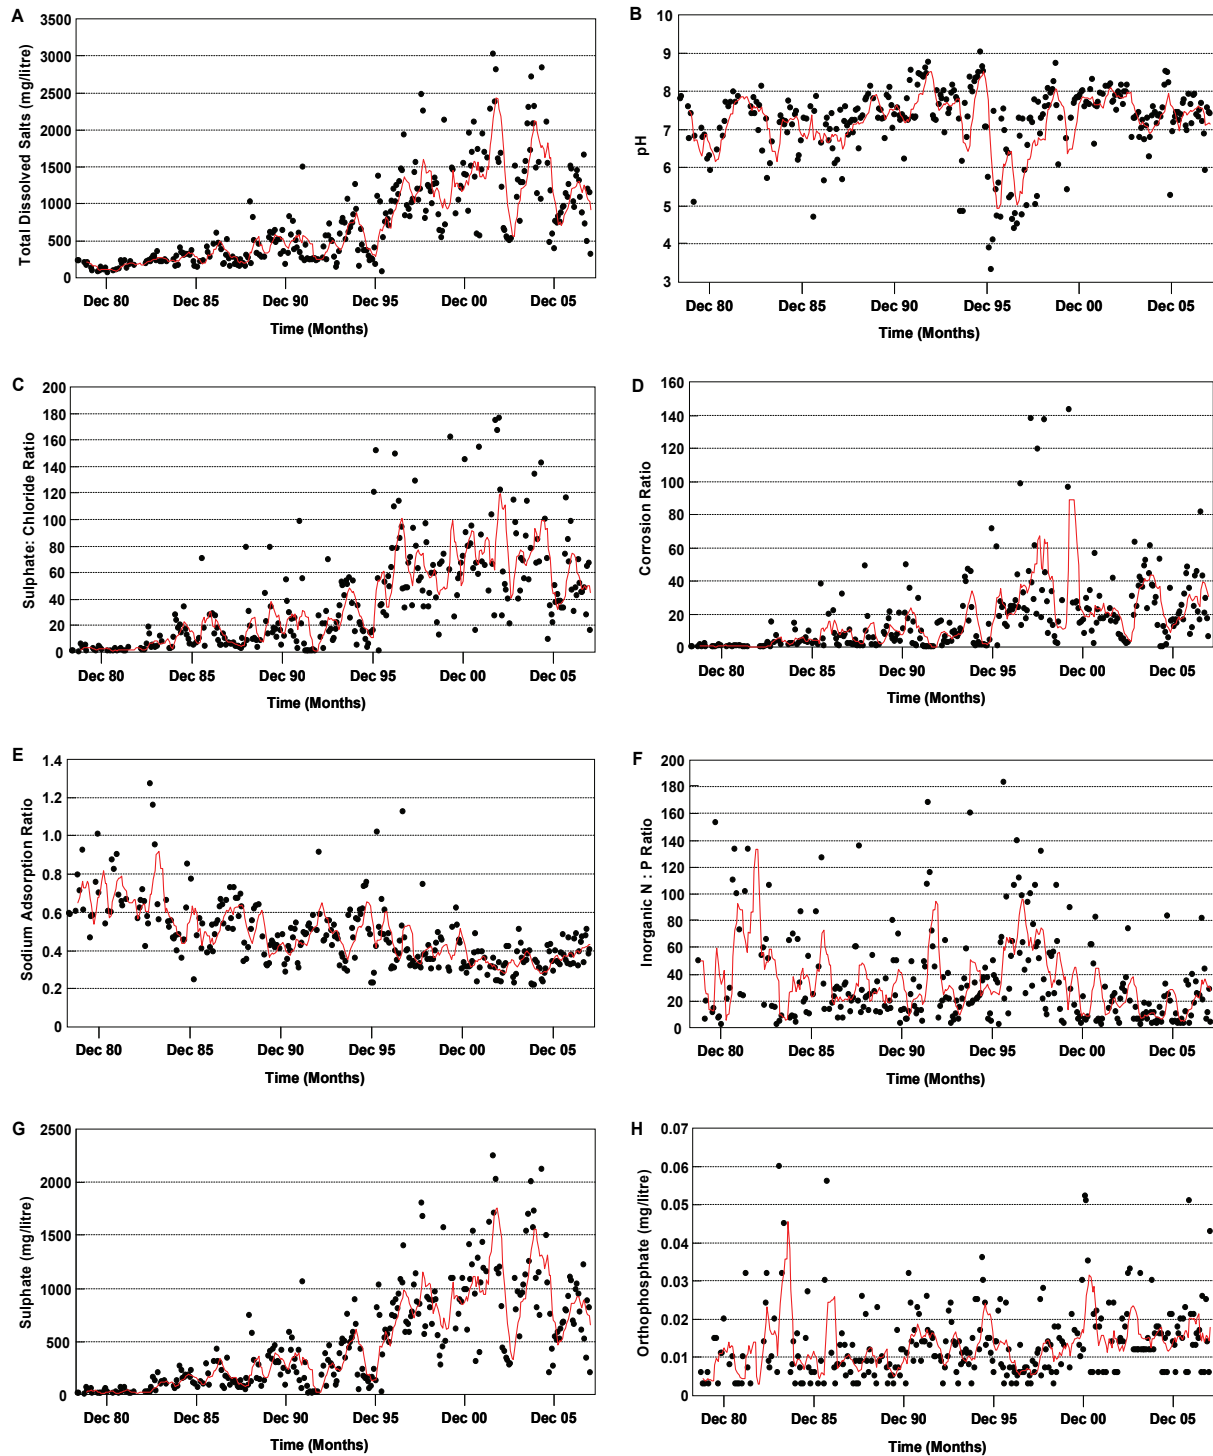 A
Total Dissolved Salts (mg/litre)
3500
3000
2500
2000
1500
1000
500
0
Dec 80 Dec 85 Dec 90 Dec 95 Dec 00 Dec 05
Time (Months)
B
pH
10
9
8
7
6
5
4
3
Dec 80 Dec 85 Dec 90 Dec 95 Dec 00 Dec 05
Time (Months)
C
Sulphate: Chloride Ratio
200
180
160
140
120
100
80
60
40
20
0
Dec 80 Dec 85 Dec 90 Dec 95 Dec 00 Dec 05
Time (Months)
D
Corrosion Ratio
160
140
120
100
80
60
40
20
0
Dec 80 Dec 85 Dec 90 Dec 95 Dec 00 Dec 05
Time (Months)
E
Sodium Adsorption Ratio
1.4
1.2
1.0
0.8
0.6
0.4
0.2
0
Dec 80 Dec 85 Dec 90 Dec 95 Dec 00 Dec 05
Time (Months)
F
Inorganic N : P Ratio
200
180
160
140
120
100
80
60
40
20
0
Dec 80 Dec 85 Dec 90 Dec 95 Dec 00 Dec 05
Time (Months)
G
Sulphate (mg/litre)
2500
2000
1500
1000
500
0
Dec 80 Dec 85 Dec 90 Dec 95 Dec 00 Dec 05
Time (Months)
H
Orthophosphate (mg/litre)
0.07
0.06
0.05
0.04
0.03
0.02
0.01
0
Dec 80 Dec 85 Dec 90 Dec 95 Dec 00 Dec 05
Time (Months)